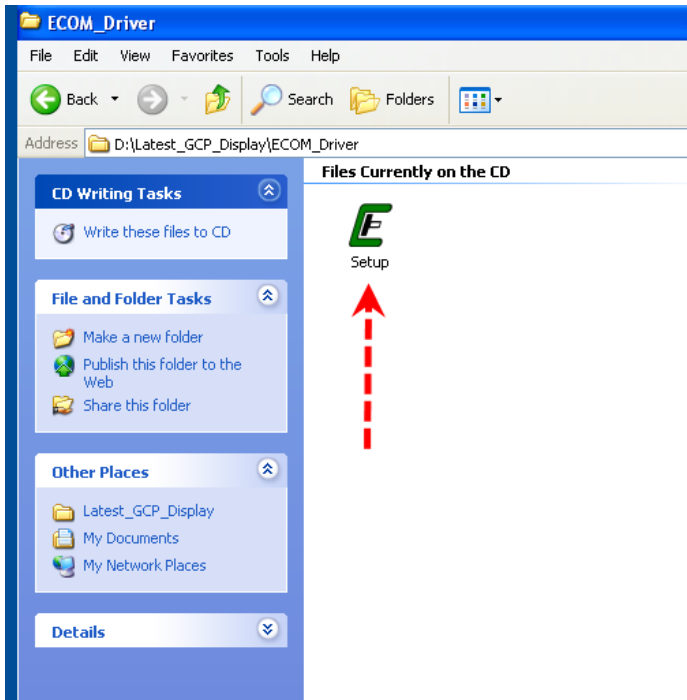 ECOM_Driver
File Edit View Favorites Tools Help
Back Search Folders
Address D:\Latest_GCP_Display\ECOM_Driver
Files Currently on the CD
CD Writing Tasks
Write these files to CD
Setup
File and Folder Tasks
Make a new folder
Publish this folder to the
Web
Share this folder
Other Places
Latest_GCP_Display
My Documents
My Network Places
Details